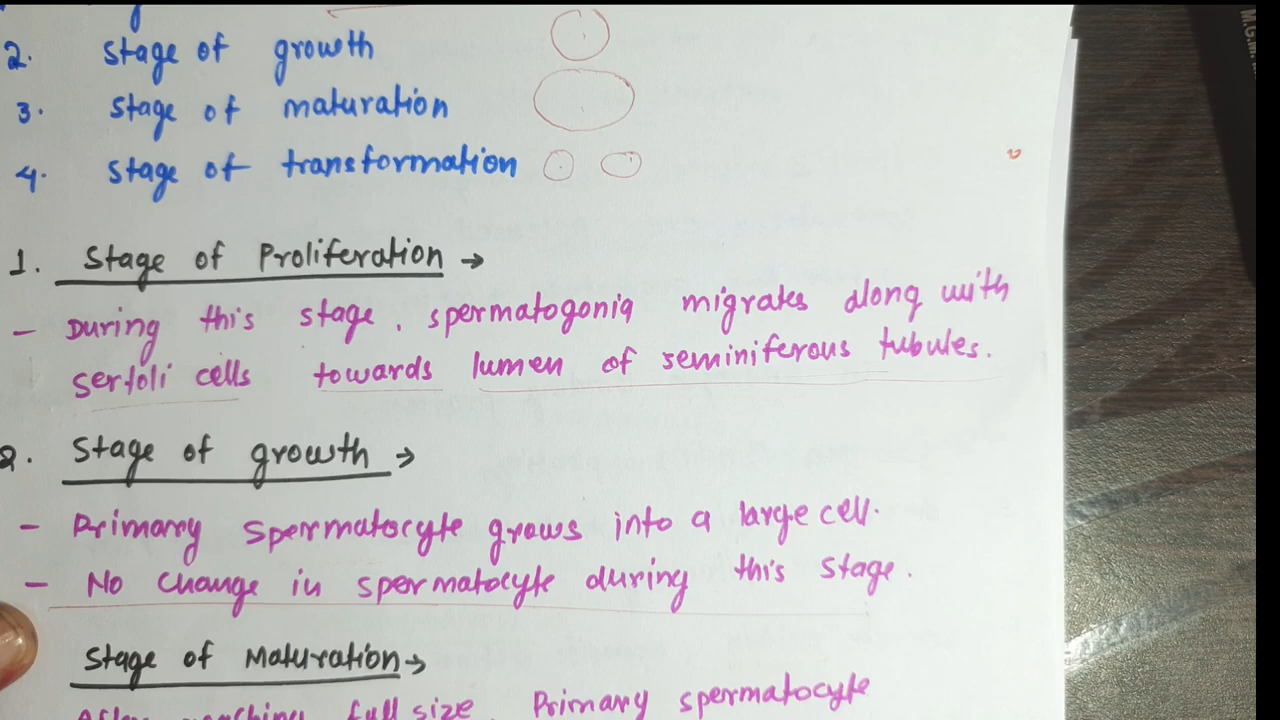 2. Stage of growth
3. Stage of maturation
4. Stage of transformation
1. Stage of Proliferation →
- During this stage, spermatogonia migrates along with
sertoli cells towards lumen of seminiferous tubules.
2. Stage of growth →
- Primary spermatocyte grows into a large cell.
- No change in spermatocyte during this stage.
Stage of Maturation →
full size Primary spermatocyte
M.G.M.